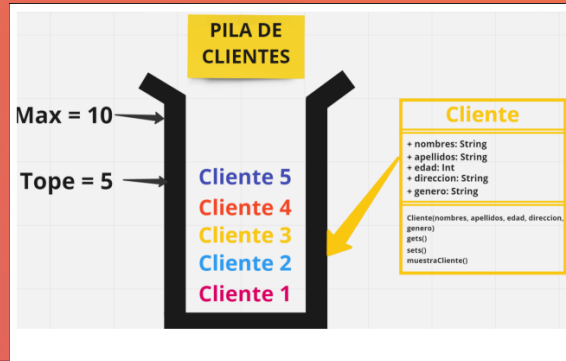 PILA DE
CLIENTES
Max = 10
Tope = 5
Cliente 5
Cliente 4
Cliente 3
Cliente 2
Cliente 1
Cliente
+ nombres: String
+ apellidos: String
+ edad: Int
+ direccion: String
+ genero: String
Cliente(nombres, apellidos, edad, direccion,
genero)
gets()
sets()
muestraCliente()